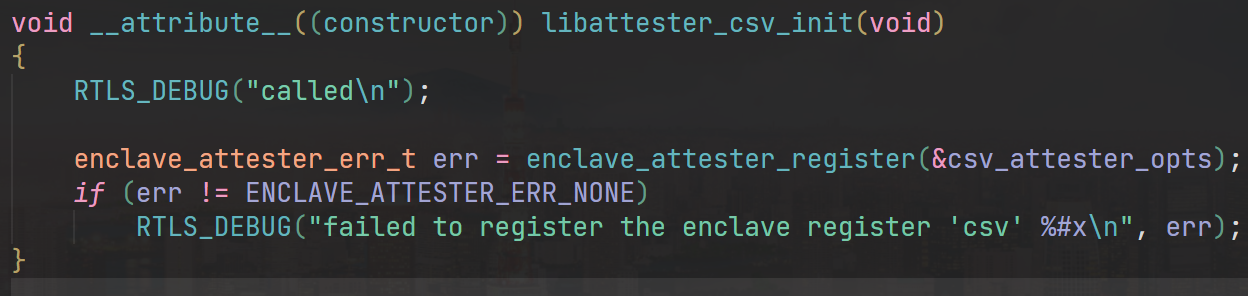 void __attribute__((constructor)) libattester_csv_init(void)
{
    RTLS_DEBUG("called\n");

    enclave_attester_err_t err = enclave_attester_register(&csv_attester_opts);
    if (err != ENCLAVE_ATTESTER_ERR_NONE)
        RTLS_DEBUG("failed to register the enclave register 'csv' %#x\n", err);
}